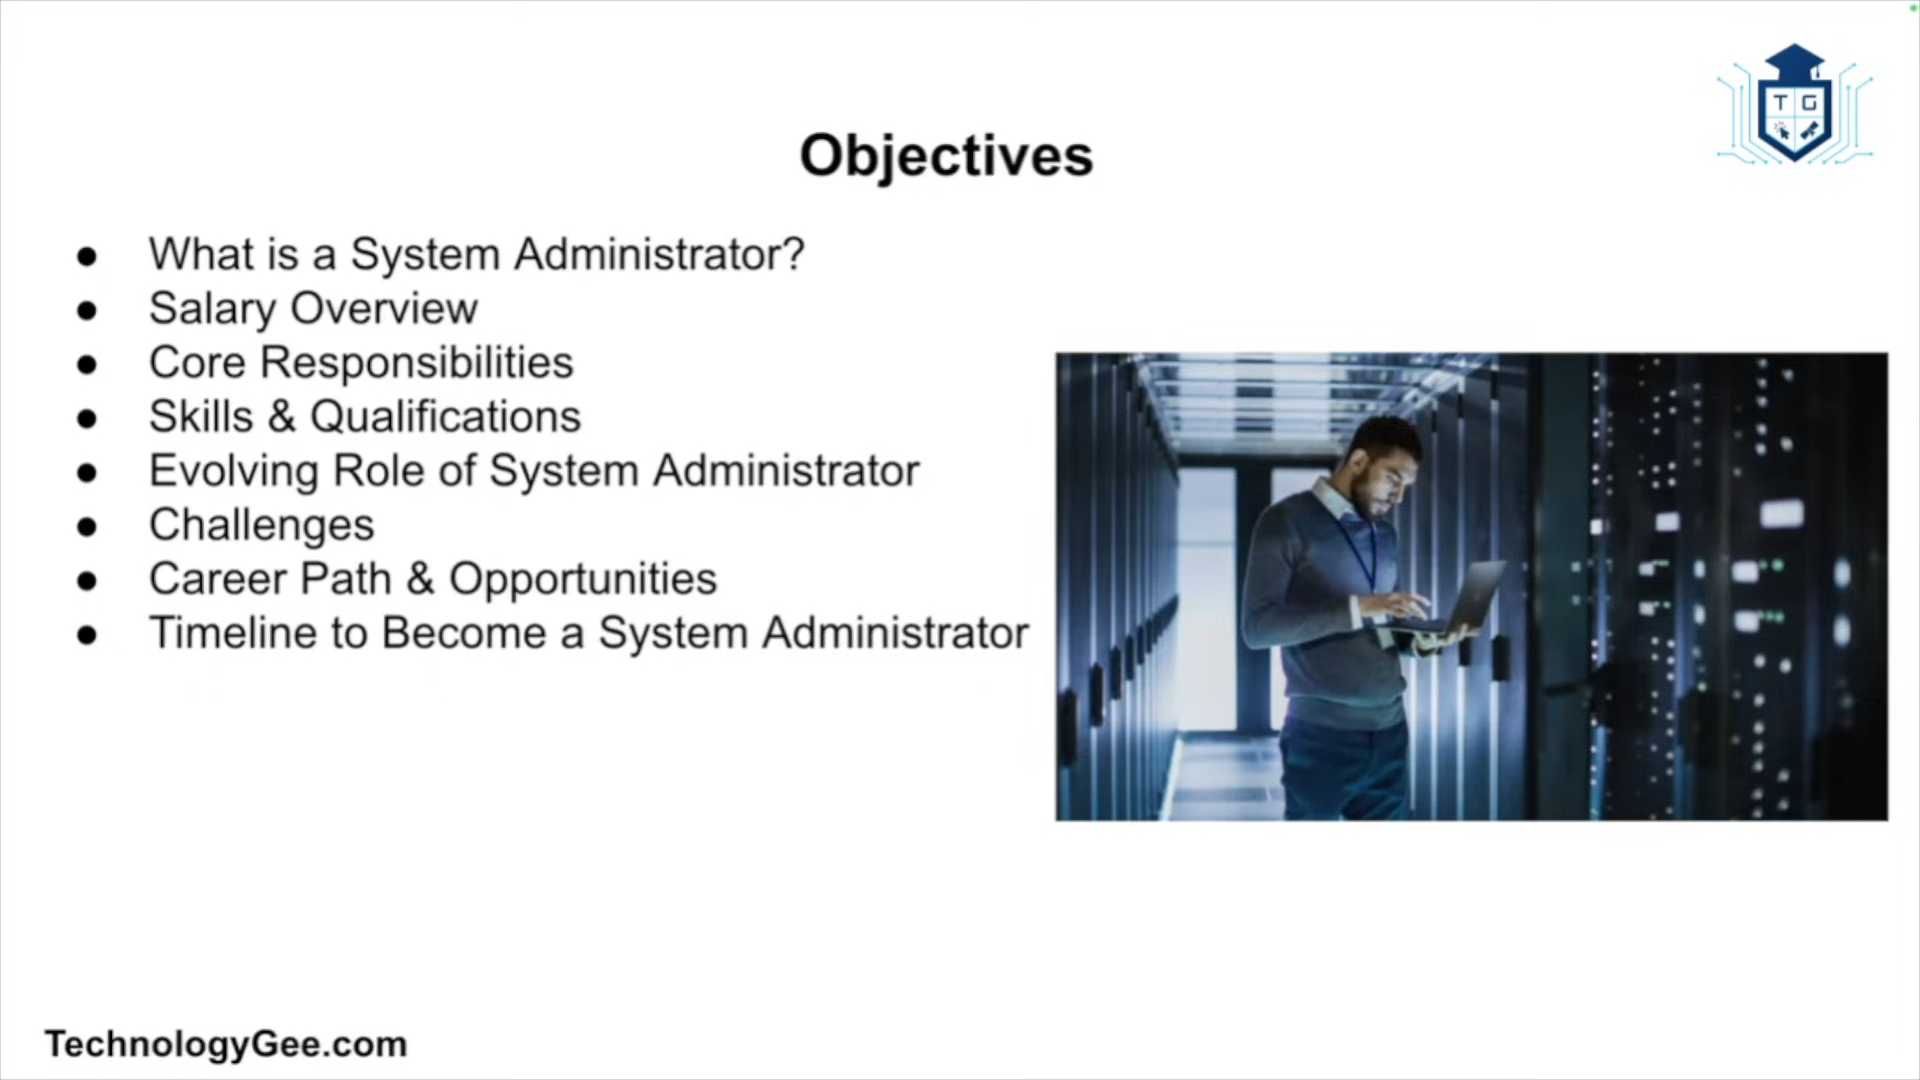 T G
Objectives
● What is a System Administrator?
● Salary Overview
● Core Responsibilities
● Skills & Qualifications
● Evolving Role of System Administrator
● Challenges
● Career Path & Opportunities
● Timeline to Become a System Administrator
TechnologyGee.com